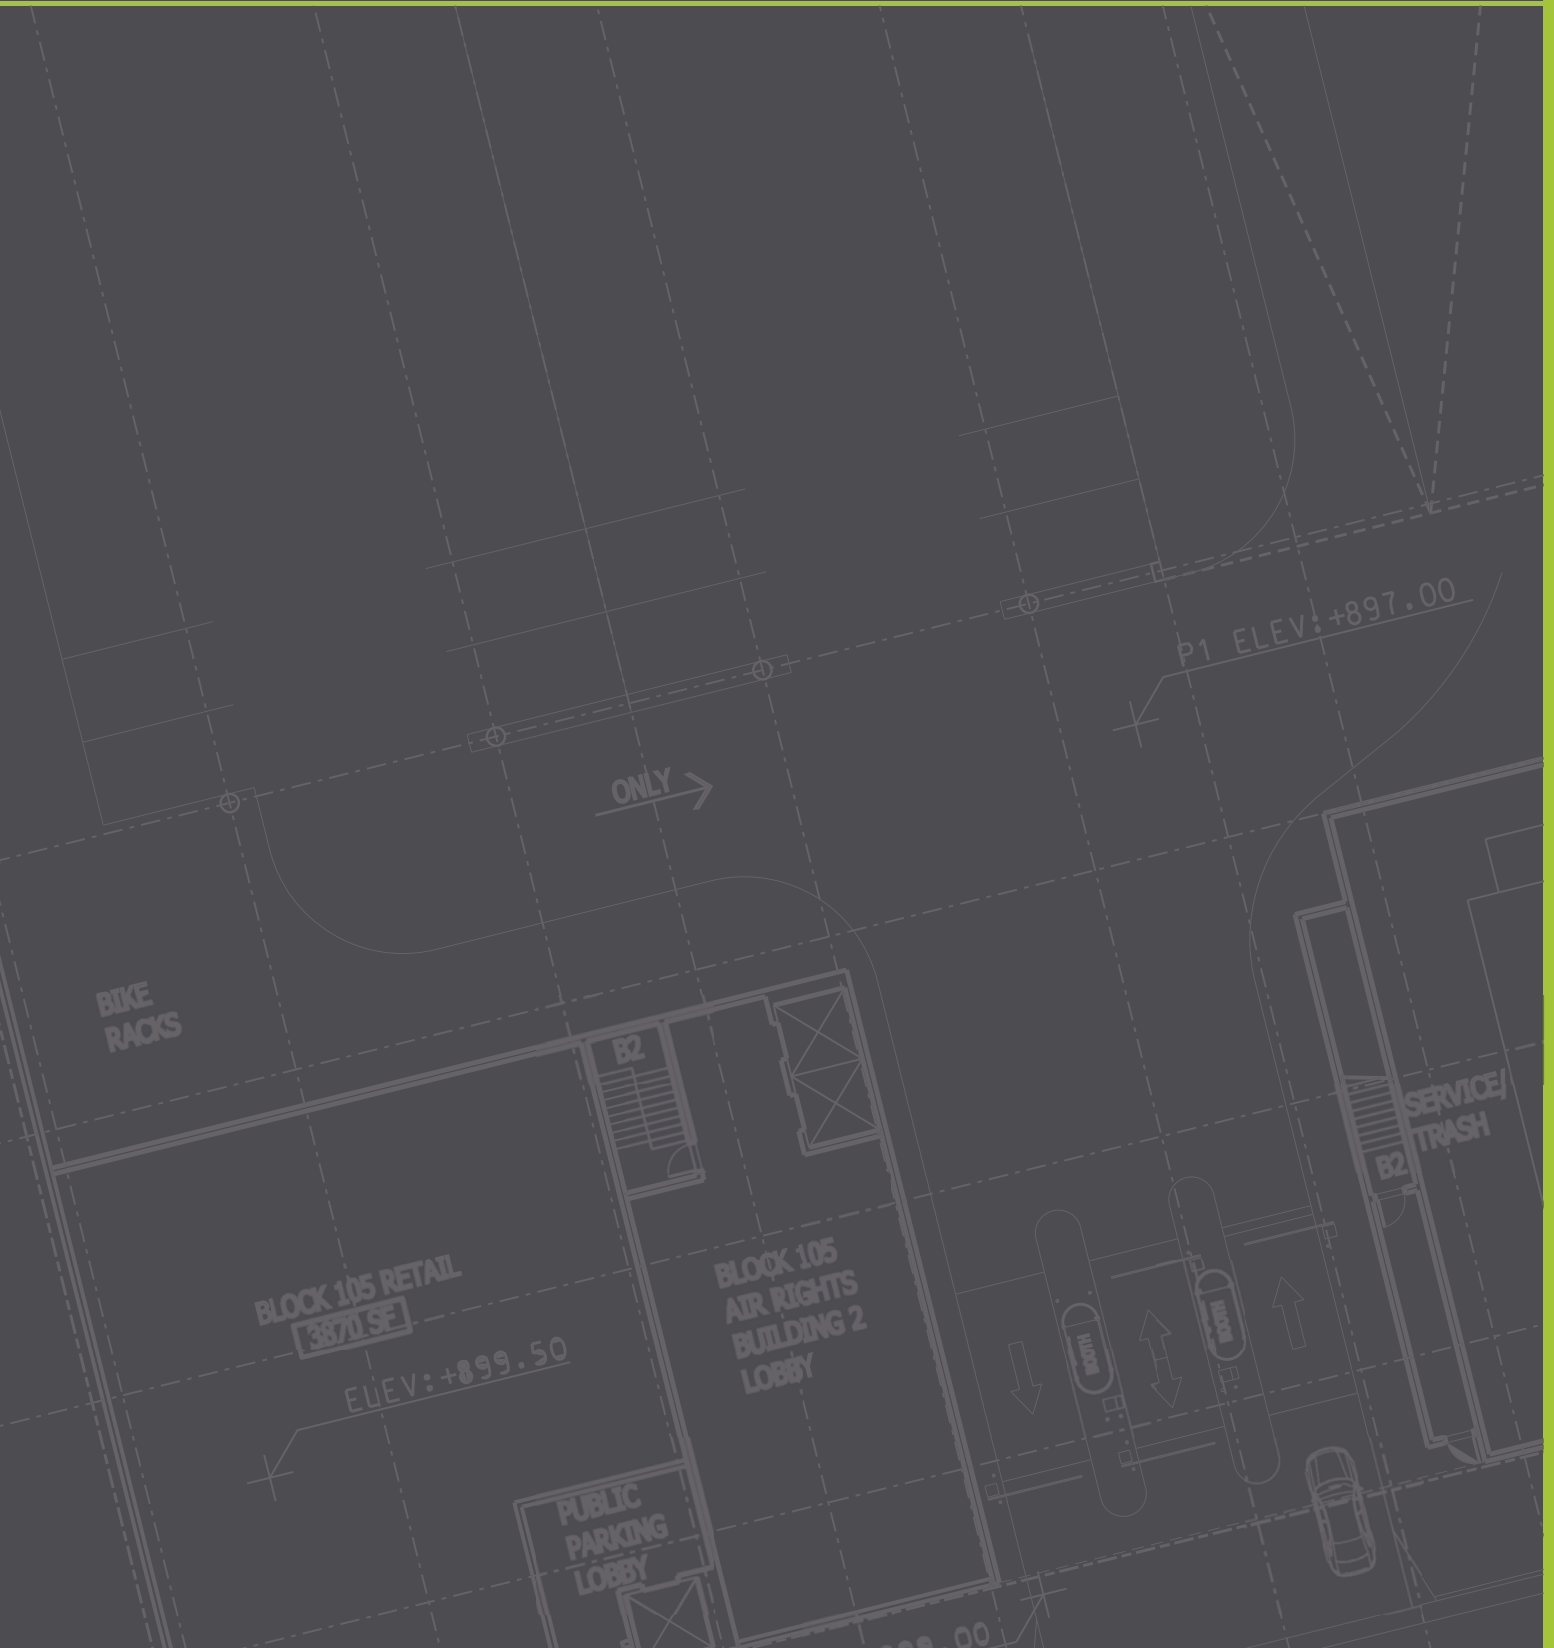 P1 ELEV:+897.00
ONLY
BIKE
RACKS
B2
SERVICE/
TRASH
B2
BLOCK 105 RETAIL
3870 SF
ELEV:+899.50
BLOCK 105
AIR RIGHTS
BUILDING 2
LOBBY
PUBLIC
PARKING
LOBBY